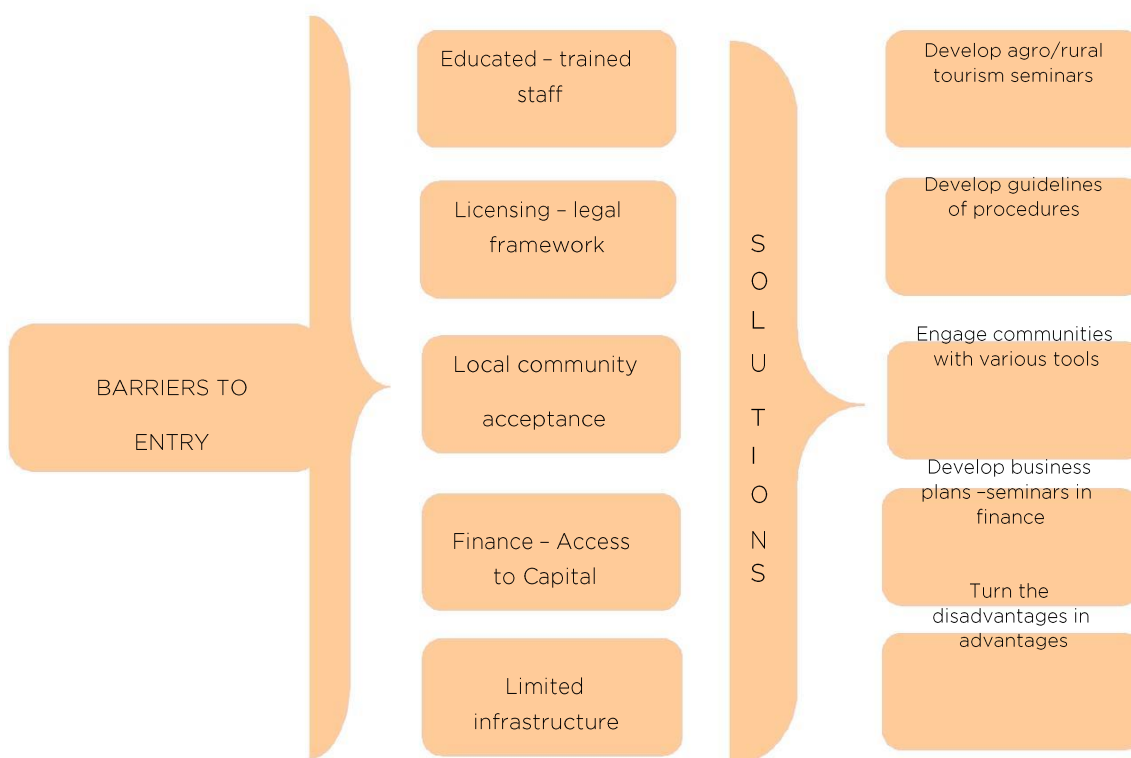 BARRIERS TO
ENTRY
Educated – trained
staff
Licensing – legal
framework
Local community
acceptance
Finance – Access
to Capital
Limited
infrastructure
S
O
L
U
T
I
O
N
S
Develop agro/rural
tourism seminars
Develop guidelines
of procedures
Engage communities
with various tools
Develop business
plans –seminars in
finance
Turn the
disadvantages in
advantages